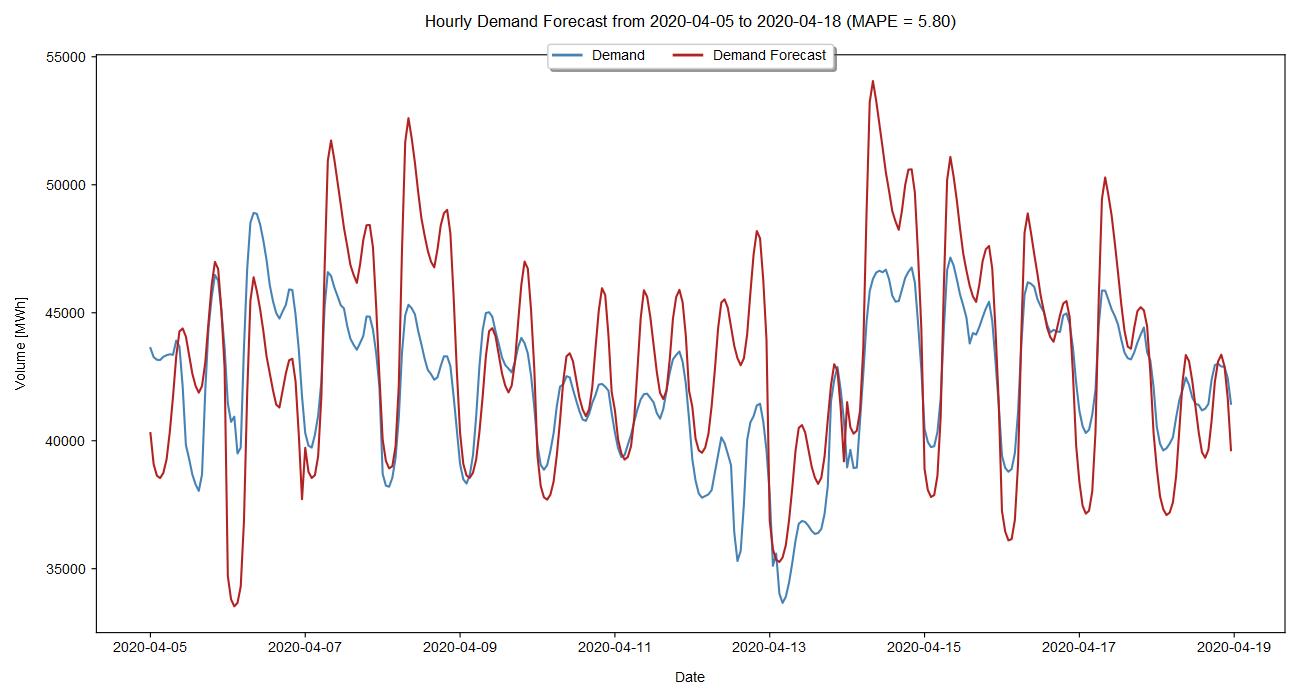 Hourly Demand Forecast from 2020-04-05 to 2020-04-18 (MAPE = 5.80)
Demand Demand Forecast
55000
50000
45000
40000
35000
Volume [MWh]
2020-04-05 2020-04-07 2020-04-09 2020-04-11 2020-04-13 2020-04-15 2020-04-17 2020-04-19
Date